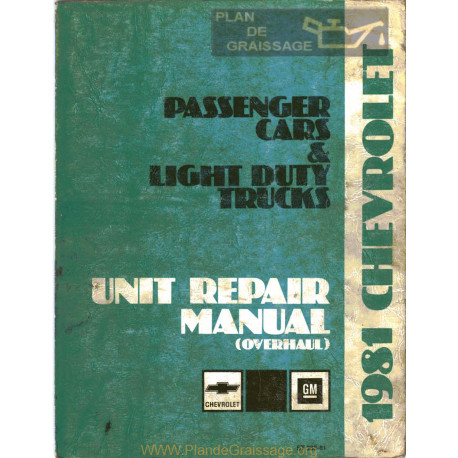 PLAN
DE
GRAISSAGE
PASSENGER
CARS
&
LIGHT DUTY
TRUCKS
1981 CHEVROLET
UNIT REPAIR
MANUAL
(OVERHAUL)
CHEVROLET
GM
www.PlandeGraissage.org